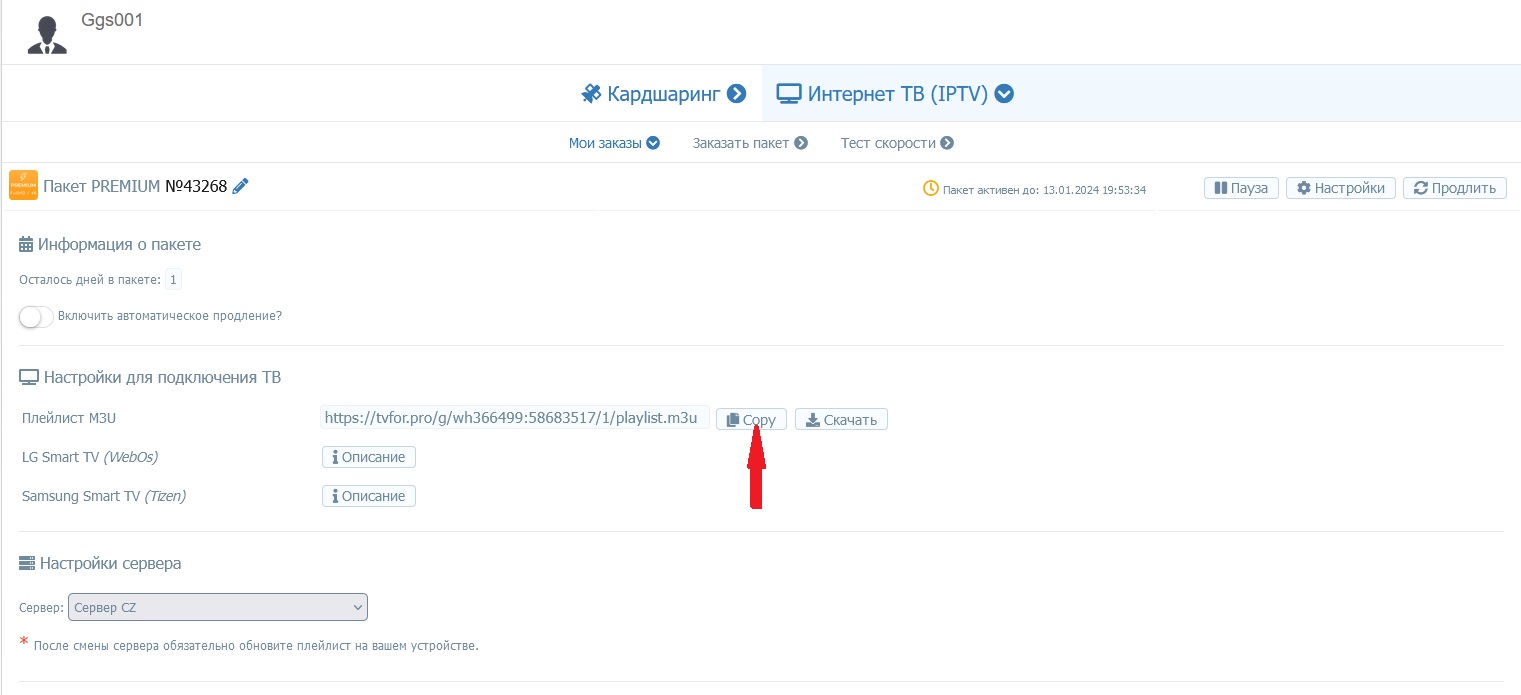 Ggs001
Кардшаринг Интернет ТВ (IPTV)
Мои заказы Заказать пакет Тест скорости
PREMIUM
Пакет PREMIUM №43268 Пакет активен до: 13.01.2024 19:53:34 Пауза Настройки Продлить
Информация о пакете
Осталось дней в пакете: 1
Включить автоматическое продление?
Настройки для подключения ТВ
Плейлист M3U https://tvfor.pro/g/wh366499:58683517/1/playlist.m3u Copy Скачать
LG Smart TV (WebOs) Описание
Samsung Smart TV (Tizen) Описание
Настройки сервера
Сервер: Сервер CZ
* После смены сервера обязательно обновите плейлист на вашем устройстве.